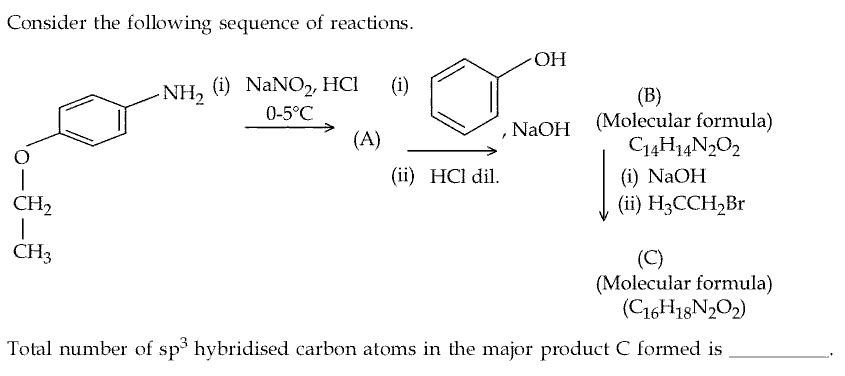 Consider the following sequence of reactions.
NH₂ (i) NaNO₂, HCl
0-5°C
(A)
(i) OH
, NaOH
(ii) HCl dil.
(B)
(Molecular formula)
C₁₄H₁₄N₂O₂
(i) NaOH
(ii) H₃CCH₂Br
O
CH₂
CH₃
(C)
(Molecular formula)
(C₁₆H₁₈N₂O₂)
Total number of sp³ hybridised carbon atoms in the major product C formed is __________.